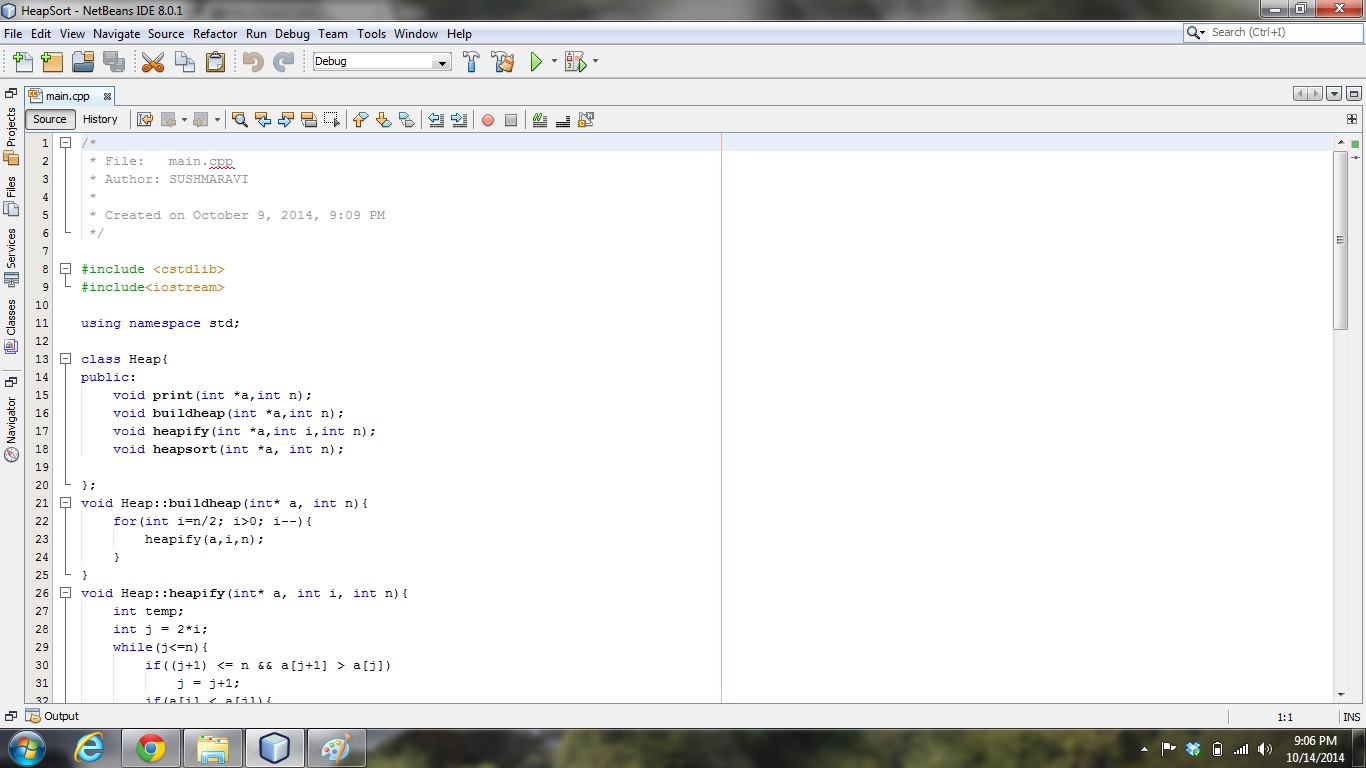 HeapSort - NetBeans IDE 8.0.1
File Edit View Navigate Source Refactor Run Debug Team Tools Window Help
Search (Ctrl+I)
Debug
main.cpp
Source History
Projects
Files
Services
Classes
Navigator
1 /*
2  * File:   main.cpp
3  * Author: SUSHMARAVI
4  *
5  * Created on October 9, 2014, 9:09 PM
6  */
7
8 #include <cstdlib>
9 #include<iostream>
10
11 using namespace std;
12
13 class Heap{
14 public:
15     void print(int *a,int n);
16     void buildheap(int *a,int n);
17     void heapify(int *a,int i,int n);
18     void heapsort(int *a, int n);
19
20 };
21 void Heap::buildheap(int* a, int n){
22     for(int i=n/2; i>0; i--){
23         heapify(a,i,n);
24     }
25 }
26 void Heap::heapify(int* a, int i, int n){
27     int temp;
28     int j = 2*i;
29     while(j<=n){
30         if((j+1) <= n && a[j+1] > a[j])
31             j = j+1;
32         if(a[i] < a[j]){
Output
1:1 INS
9:06 PM
10/14/2014